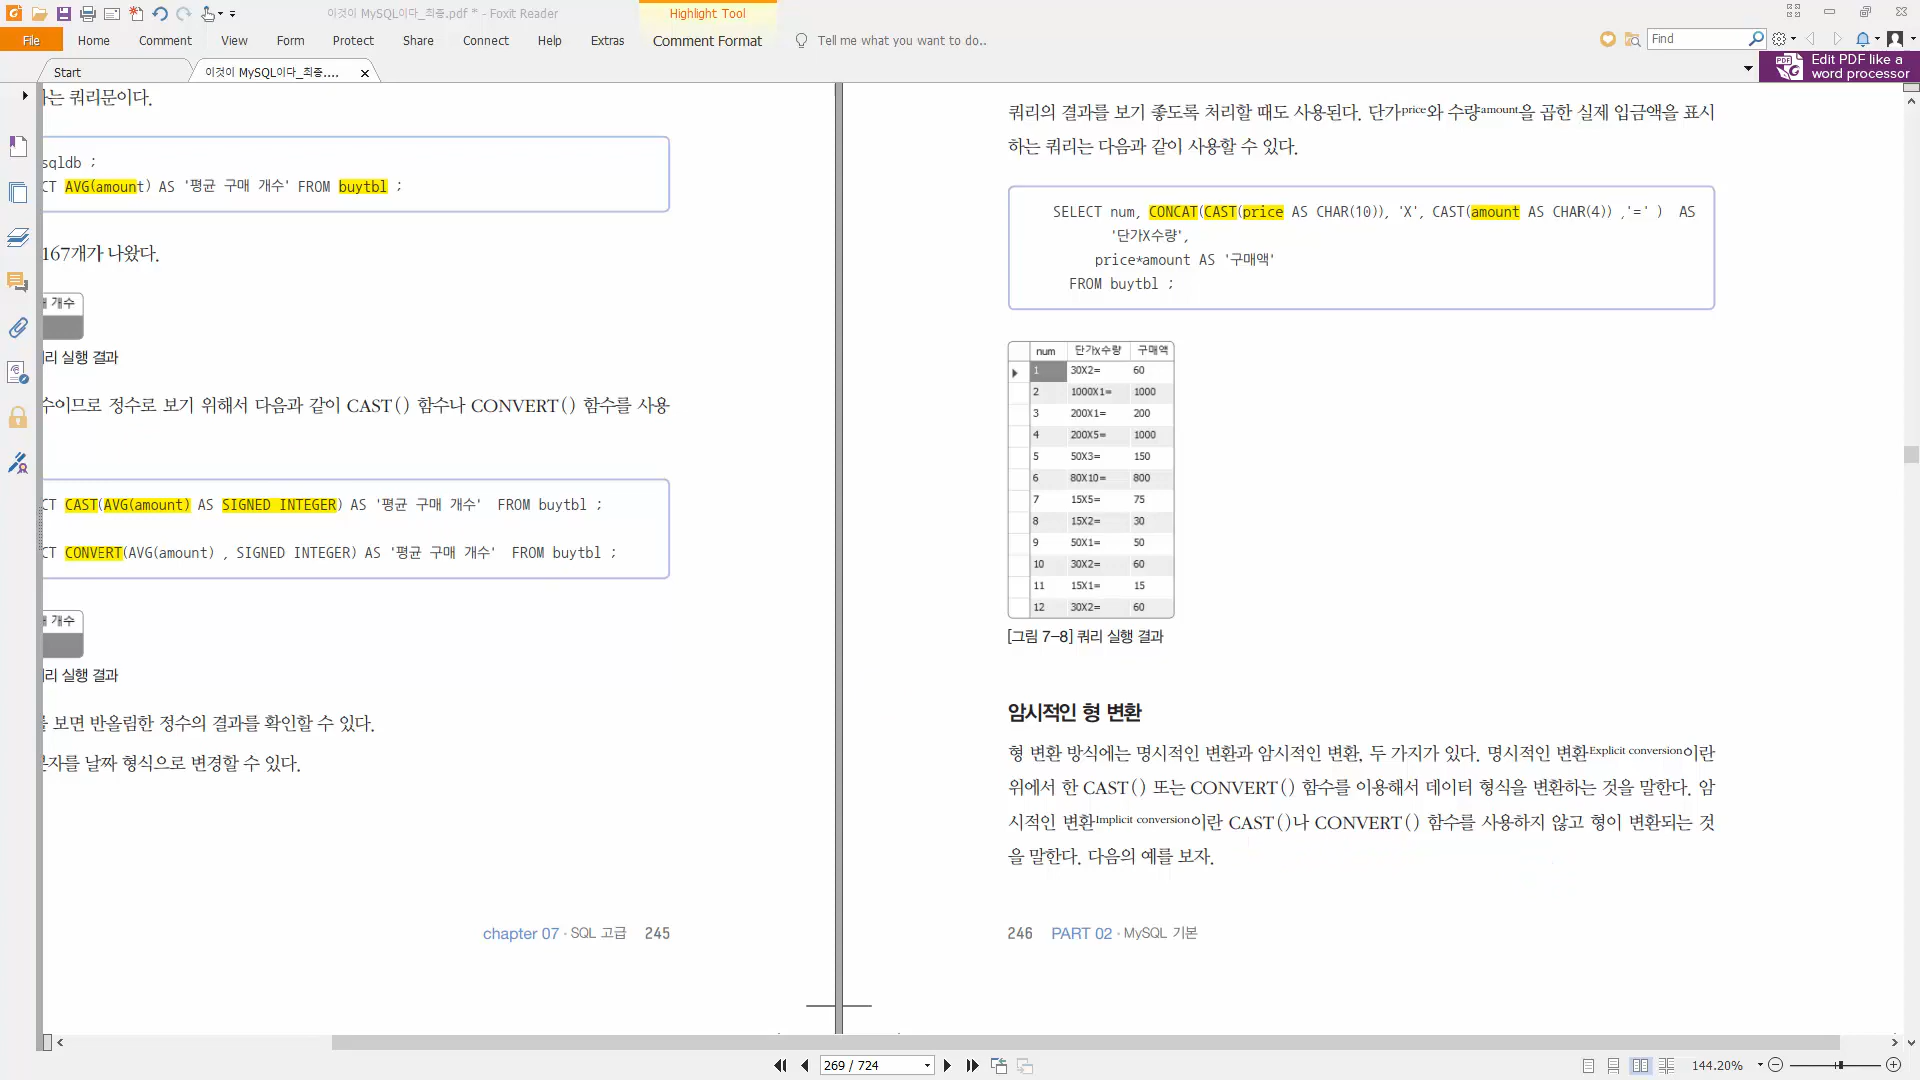 이것이 MySQL이다_최종.pdf * - Foxit Reader
Highlight Tool
File
Home
Comment
View
Form
Protect
Share
Connect
Help
Extras
Comment Format
Tell me what you want to do..
Find
Start
이것이 MySQL이다_최종....
Edit PDF like a
word processor
는 쿼리문이다.
sqldb ;
CT AVG(amount) AS '평균 구매 개수' FROM buytbl ;
167개가 나왔다.
개수
리 실행 결과
수이므로 정수로 보기 위해서 다음과 같이 CAST( ) 함수나 CONVERT( ) 함수를 사용
CT CAST(AVG(amount) AS SIGNED INTEGER) AS '평균 구매 개수' FROM buytbl ;
CT CONVERT(AVG(amount) , SIGNED INTEGER) AS '평균 구매 개수' FROM buytbl ;
개수
리 실행 결과
를 보면 반올림한 정수의 결과를 확인할 수 있다.
문자를 날짜 형식으로 변경할 수 있다.
chapter 07 · SQL 고급 245
쿼리의 결과를 보기 좋도록 처리할 때도 사용된다. 단가price와 수량amount을 곱한 실제 입금액을 표시
하는 쿼리는 다음과 같이 사용할 수 있다.
SELECT num, CONCAT(CAST(price AS CHAR(10)), 'X', CAST(amount AS CHAR(4)) ,'=' ) AS
'단가X수량',
price*amount AS '구매액'
FROM buytbl ;
num 단가X수량 구매액
1 30X2= 60
2 1000X1= 1000
3 200X1= 200
4 200X5= 1000
5 50X3= 150
6 80X10= 800
7 15X5= 75
8 15X2= 30
9 50X1= 50
10 30X2= 60
11 15X1= 15
12 30X2= 60
[그림 7-8] 쿼리 실행 결과
암시적인 형 변환
형 변환 방식에는 명시적인 변환과 암시적인 변환, 두 가지가 있다. 명시적인 변환Explicit conversion이란
위에서 한 CAST( ) 또는 CONVERT( ) 함수를 이용해서 데이터 형식을 변환하는 것을 말한다. 암
시적인 변환Implicit conversion이란 CAST( )나 CONVERT( ) 함수를 사용하지 않고 형이 변환되는 것
을 말한다. 다음의 예를 보자.
246 PART 02 · MySQL 기본
269 / 724
144.20%